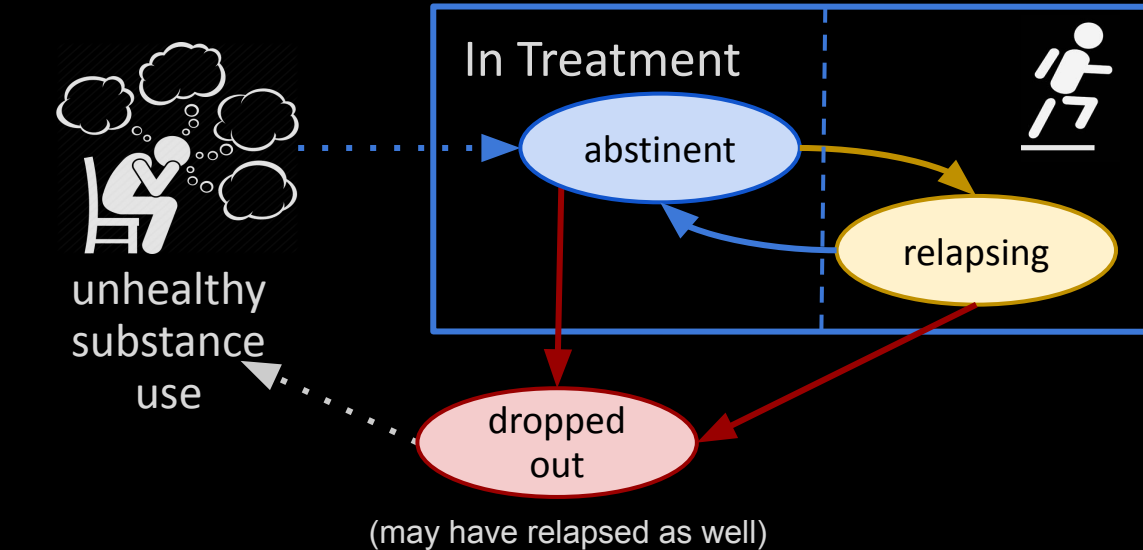 In Treatment
abstinent
relapsing
unhealthy
substance
use
dropped
out
(may have relapsed as well)